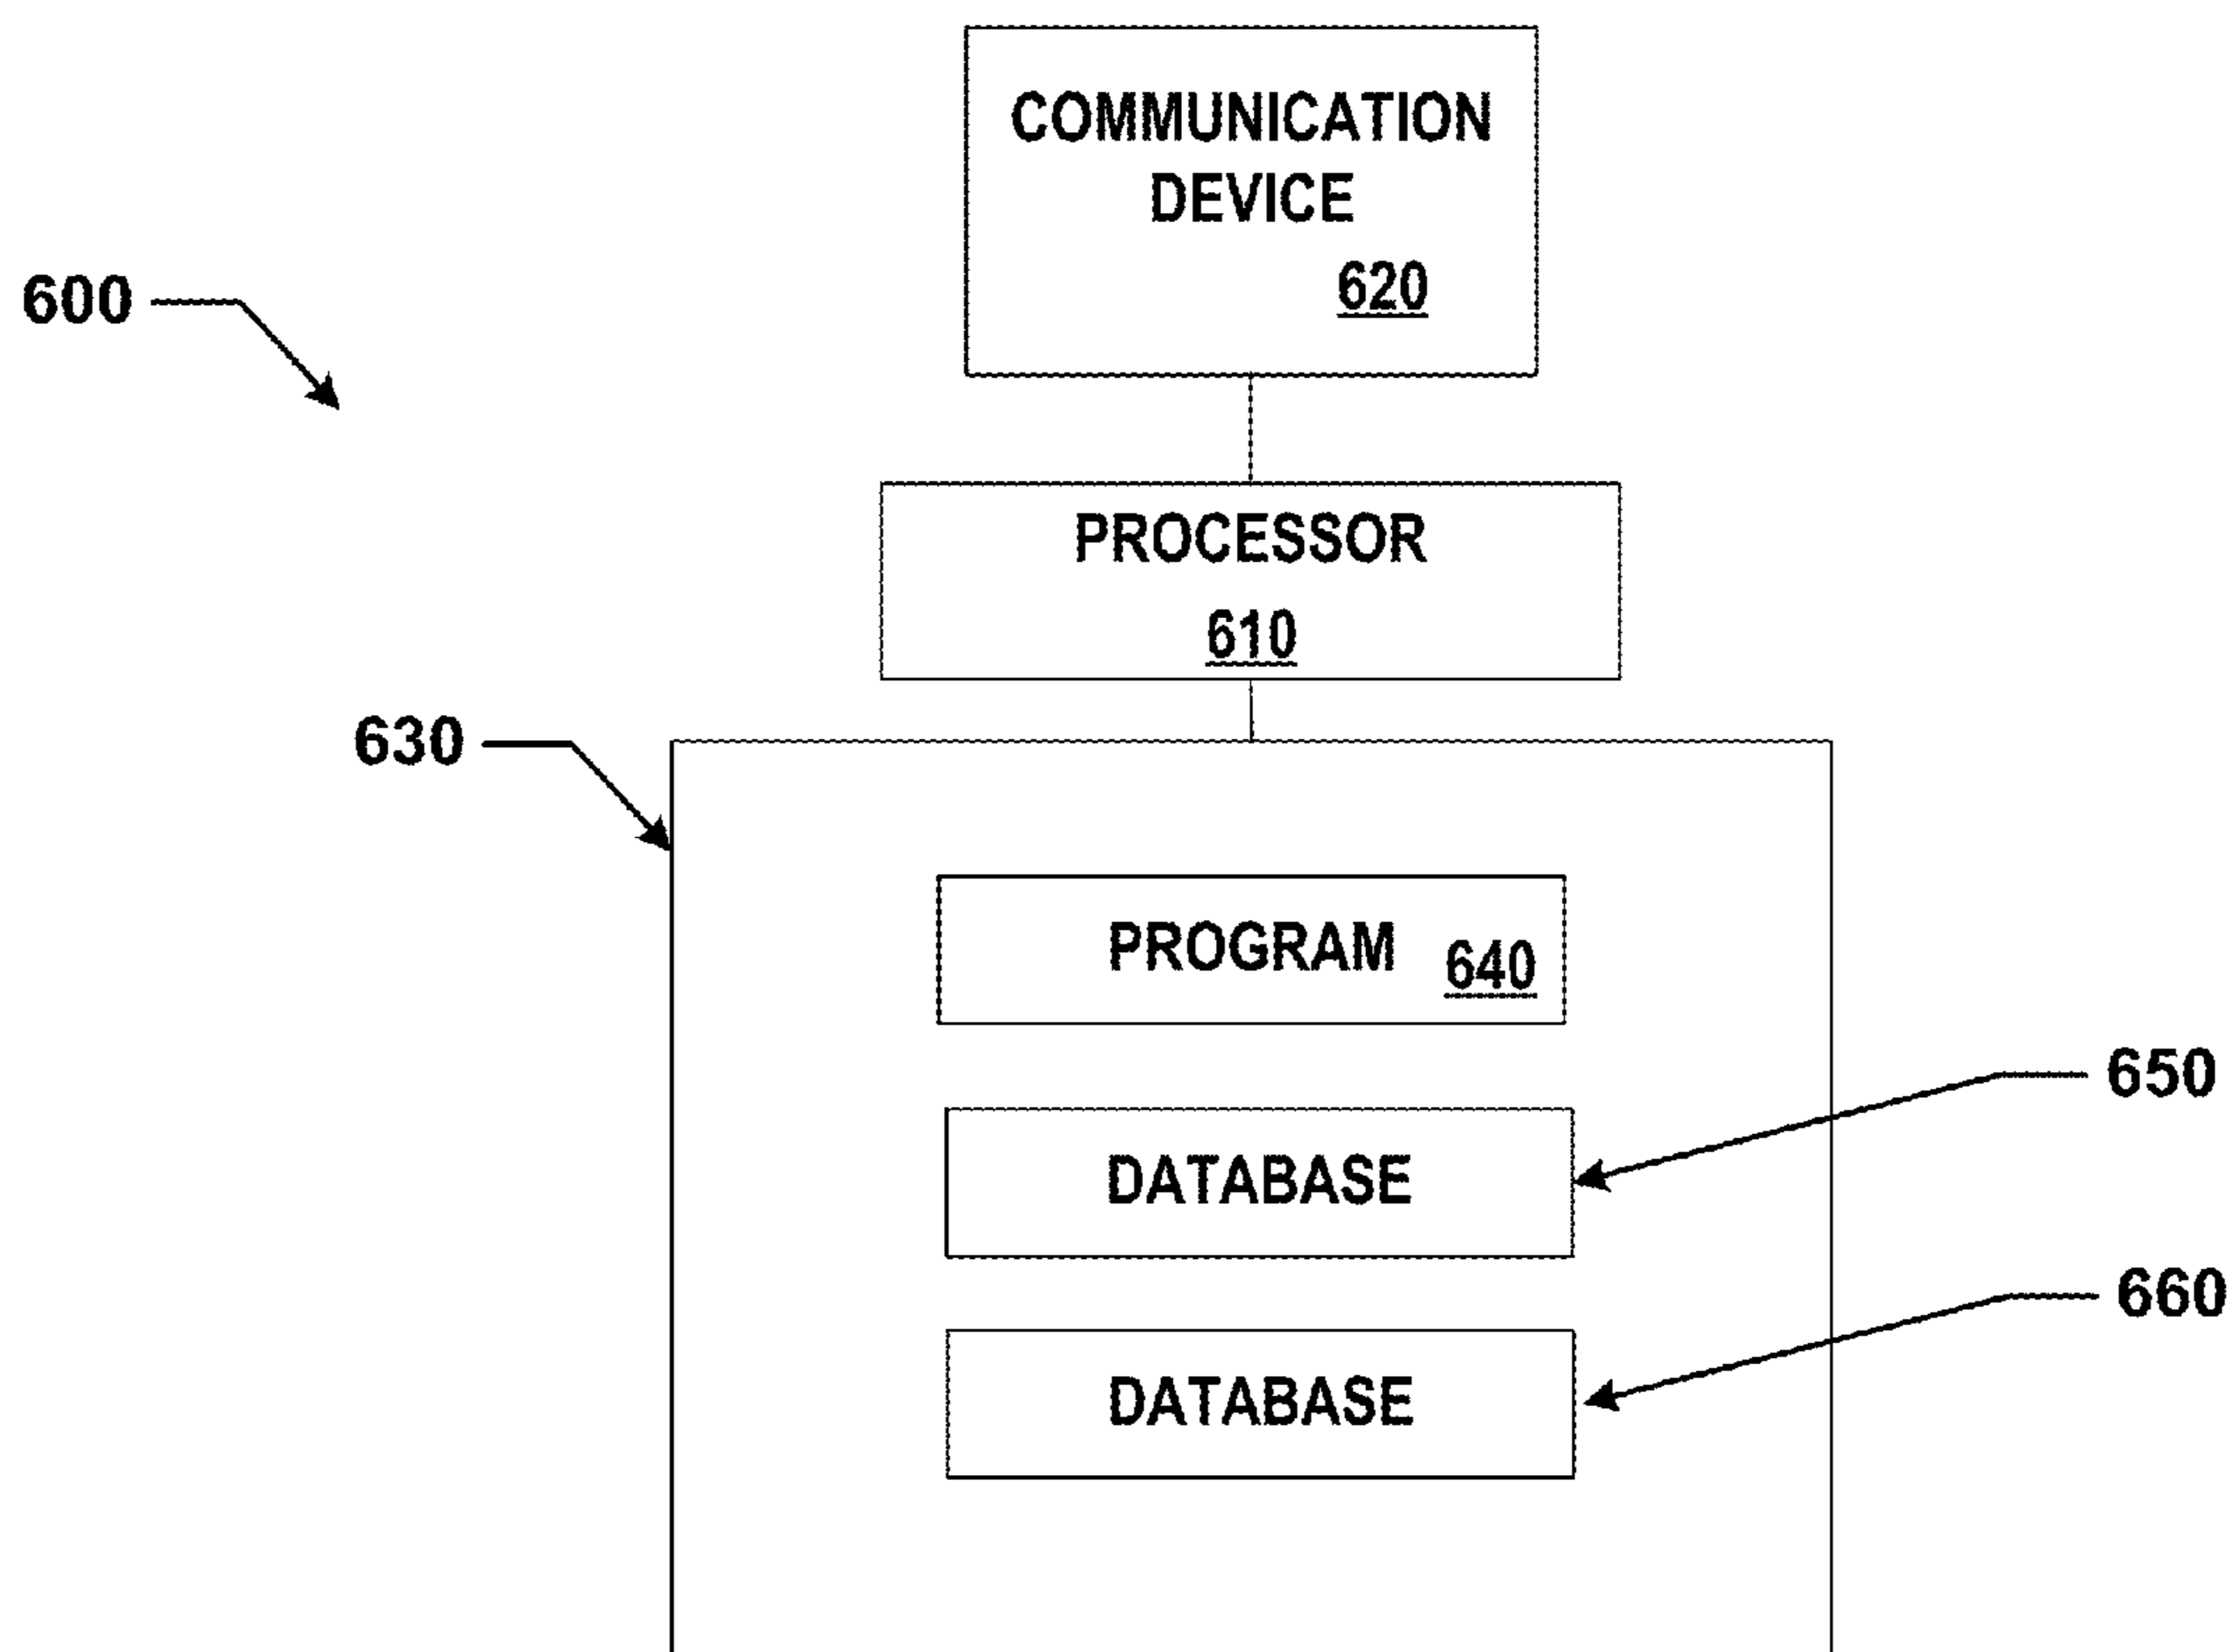 COMMUNICATION
DEVICE
620
600
PROCESSOR
610
630
PROGRAM 640
650
DATABASE
660
DATABASE